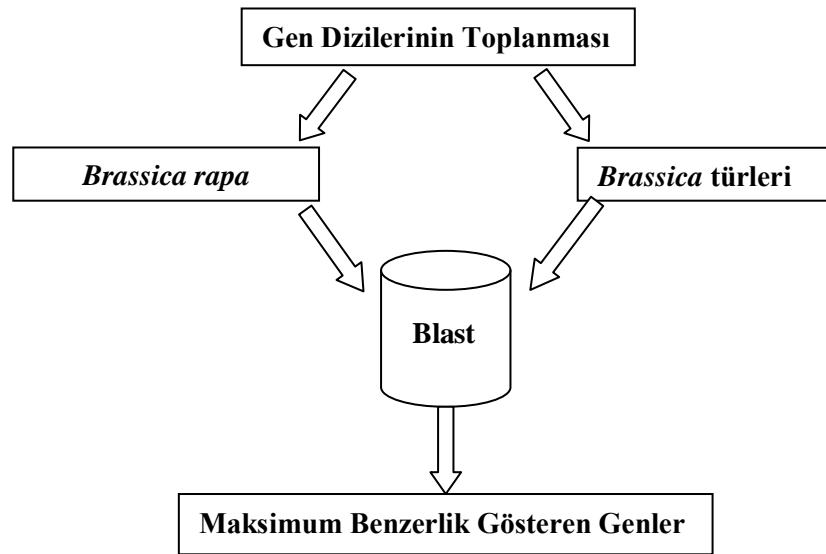 Gen Dizilerinin Toplanması
Brassica rapa
Brassica türleri
Blast
Maksimum Benzerlik Gösteren Genler